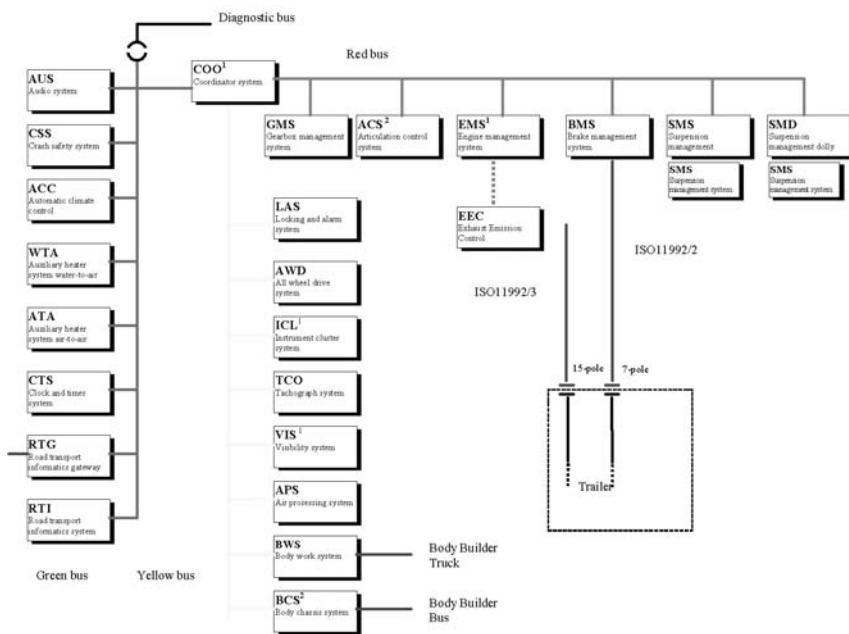 Diagnostic bus
Red bus
COO¹
Coordinator system
AUS
Audio system
CSS
Crash safety system
ACC
Automatic climate
control
WTA
Auxiliary heater
system water-to-air
ATA
Auxiliary heater
system air-to-air
CTS
Clock and timer
system
RTG
Road transport
informatics gateway
RTI
Road transport
informatics system
Green bus
Yellow bus
GMS
Gearbox management
system
ACS²
Articulation control
system
EMS¹
Engine management
system
BMS
Brake management
system
SMS
Suspension
management
SMS
Suspension
management system
SMD
Suspension
management dolly
SMS
Suspension
management system
EEC
Exhaust Emission
Control
LAS
Locking and alarm
system
AWD
All wheel drive
system
ICL¹
Instrument cluster
system
TCO
Tachograph system
VIS¹
Visibility system
APS
Air processing system
BWS
Body work system
BCS²
Body chassis system
Body Builder
Truck
Body Builder
Bus
ISO11992/2
ISO11992/3
15-pole
7-pole
Trailer